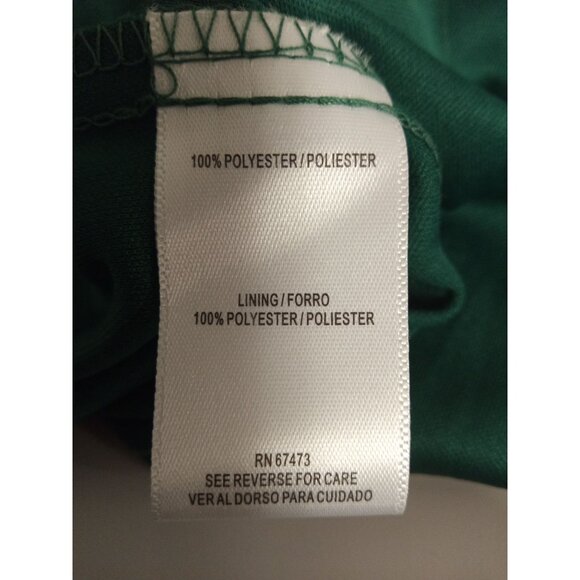 100% POLYESTER / POLIESTER
LINING / FORRO
100% POLYESTER / POLIESTER
RN 67473
SEE REVERSE FOR CARE
VER AL DORSO PARA CUIDADO